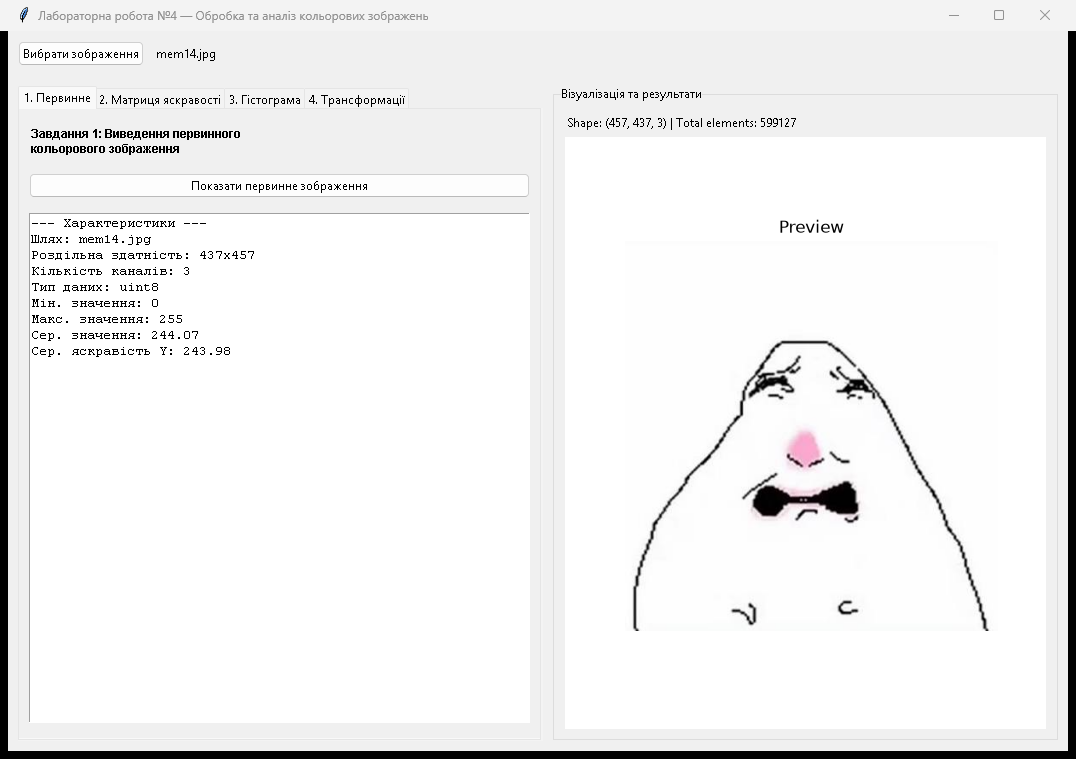 Лабораторна робота №4 — Обробка та аналіз кольорових зображень
Вибрати зображення mem14.jpg
1. Первинне 2. Матриця яскравості 3. Гістограма 4. Трансформації
Завдання 1: Виведення первинного
кольорового зображення
Показати первинне зображення
--- Характеристики ---
Шлях: mem14.jpg
Роздільна здатність: 437x457
Кількість каналів: 3
Тип даних: uint8
Мін. значення: 0
Макс. значення: 255
Сер. значення: 244.07
Сер. яскравість Y: 243.98
Візуалізація та результати
Shape: (457, 437, 3) | Total elements: 599127
Preview